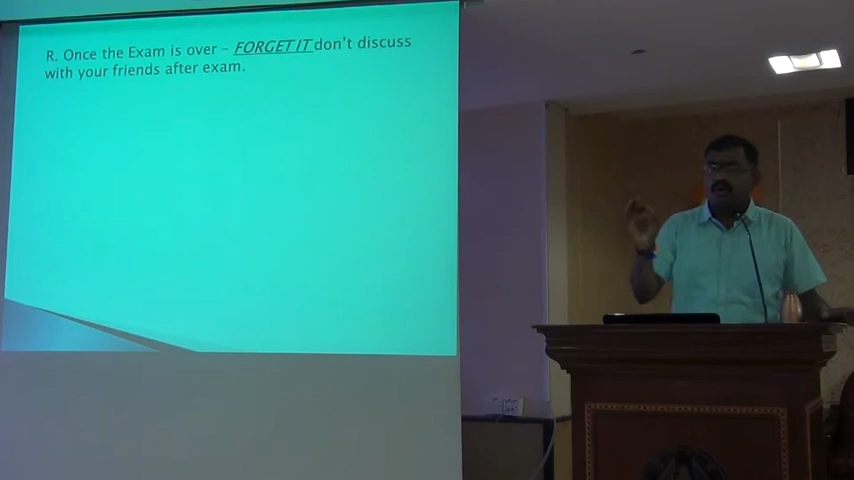 R. Once the Exam is over – FORGET IT don't discuss
with your friends after exam.